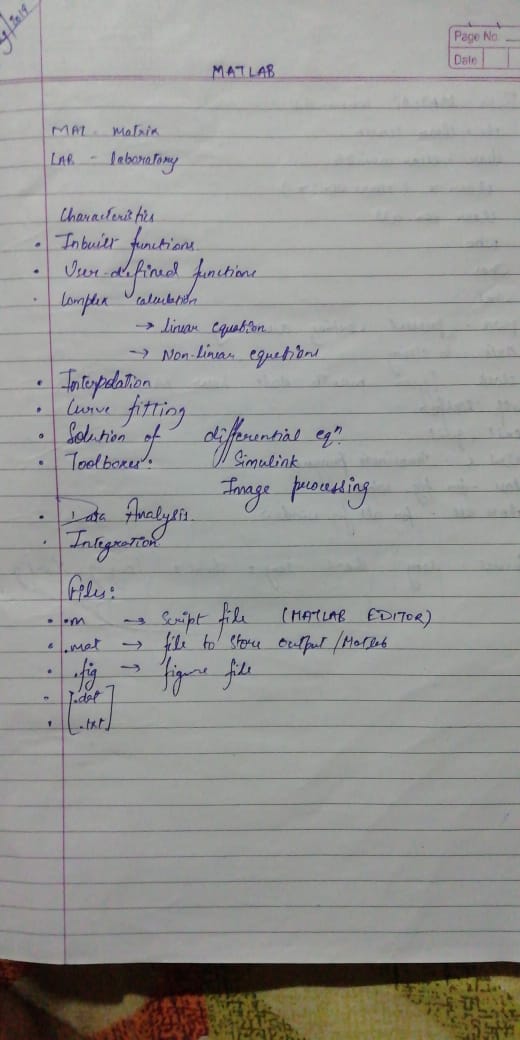 2019
Page No.
Date
MATLAB
MAT - Matrix
LAB - laboratory
Characteristics
• Inbuilt functions
• User-defined functions
• Complex calculation
→ linear equation
→ Non-linear equations
• Interpolation
• Curve fitting
• Solution of differential eqn.
• Toolboxes: Simulink
Image processing
• Data Analysis
• Integration
Files:
• .m → Script file (MATLAB EDITOR)
• .mat → file to store output/Matlab
• .fig → figure file
• [.dat]
• [.txt]